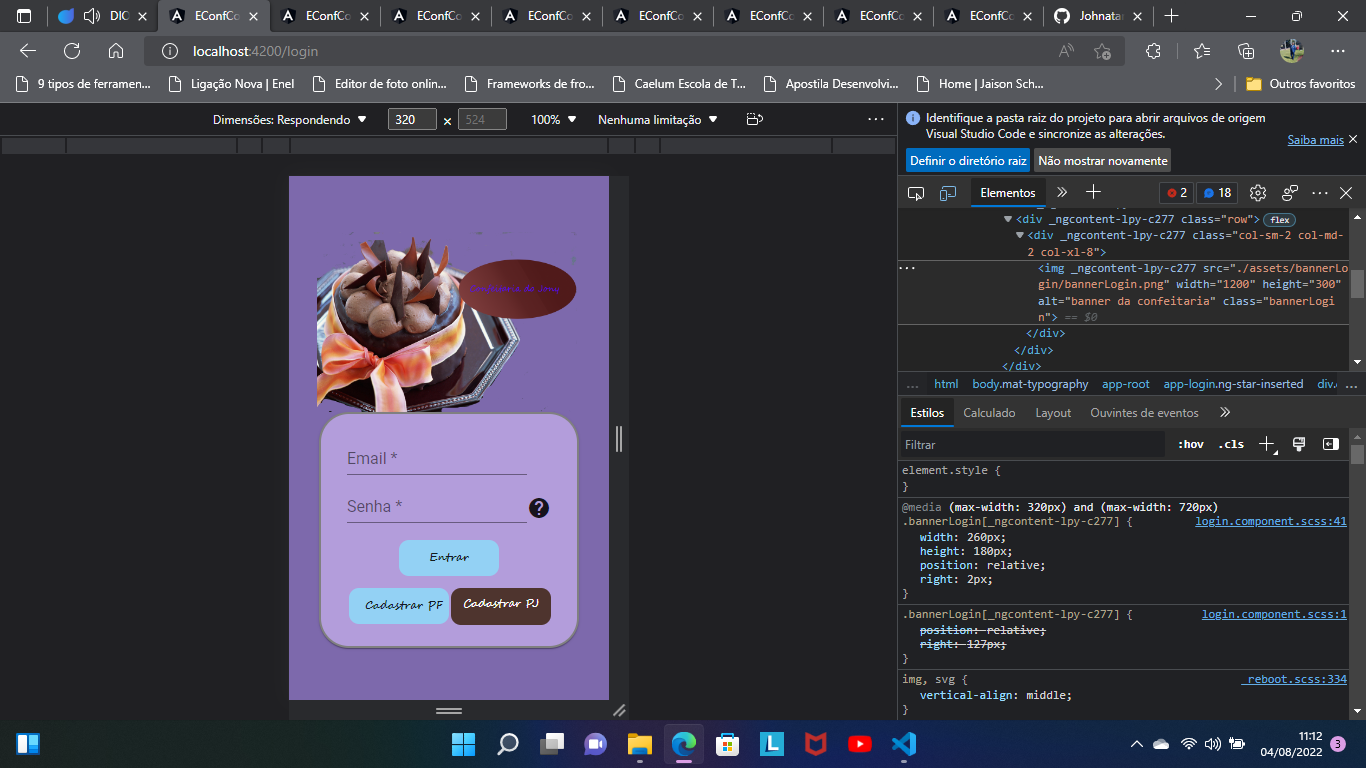 DIO
EConfCo
EConfCo
EConfCo
EConfCo
EConfCo
EConfCo
EConfCo
EConfCo
Johnatan
localhost:4200/login
9 tipos de ferramen...
Ligação Nova | Enel
Editor de foto onlin...
Frameworks de fro...
Caelum Escola de T...
Apostila Desenvolvi...
Home | Jaison Sch...
Outros favoritos
Dimensões: Respondendo
320 × 524
100%
Nenhuma limitação
Identifique a pasta raiz do projeto para abrir arquivos de origem
Visual Studio Code e sincronize as alterações.
Saiba mais
Definir o diretório raiz
Não mostrar novamente
Elementos
2
18
<div _ngcontent-lpy-c277 class="row"> flex
<div _ngcontent-lpy-c277 class="col-sm-2 col-md-
2 col-xl-8">
<img _ngcontent-lpy-c277 src="./assets/bannerLo
gin/bannerLogin.png" width="1200" height="300"
alt="banner da confeitaria" class="bannerLogi
n"> == $0
</div>
</div>
</div>
... html body.mat-typography app-root app-login.ng-star-inserted div. ...
Estilos
Calculado
Layout
Ouvintes de eventos
Filtrar
:hov .cls
element.style {
}
@media (max-width: 320px) and (max-width: 720px)
.bannerLogin[_ngcontent-lpy-c277] { login.component.scss:41
width: 260px;
height: 180px;
position: relative;
right: 2px;
}
.bannerLogin[_ngcontent-lpy-c277] { login.component.scss:1
position: relative;
right: 127px;
}
img, svg { _reboot.scss:334
vertical-align: middle;
}
Email *
Senha *
?
Entrar
Cadastrar PF
Cadastrar PJ
11:12
04/08/2022
3